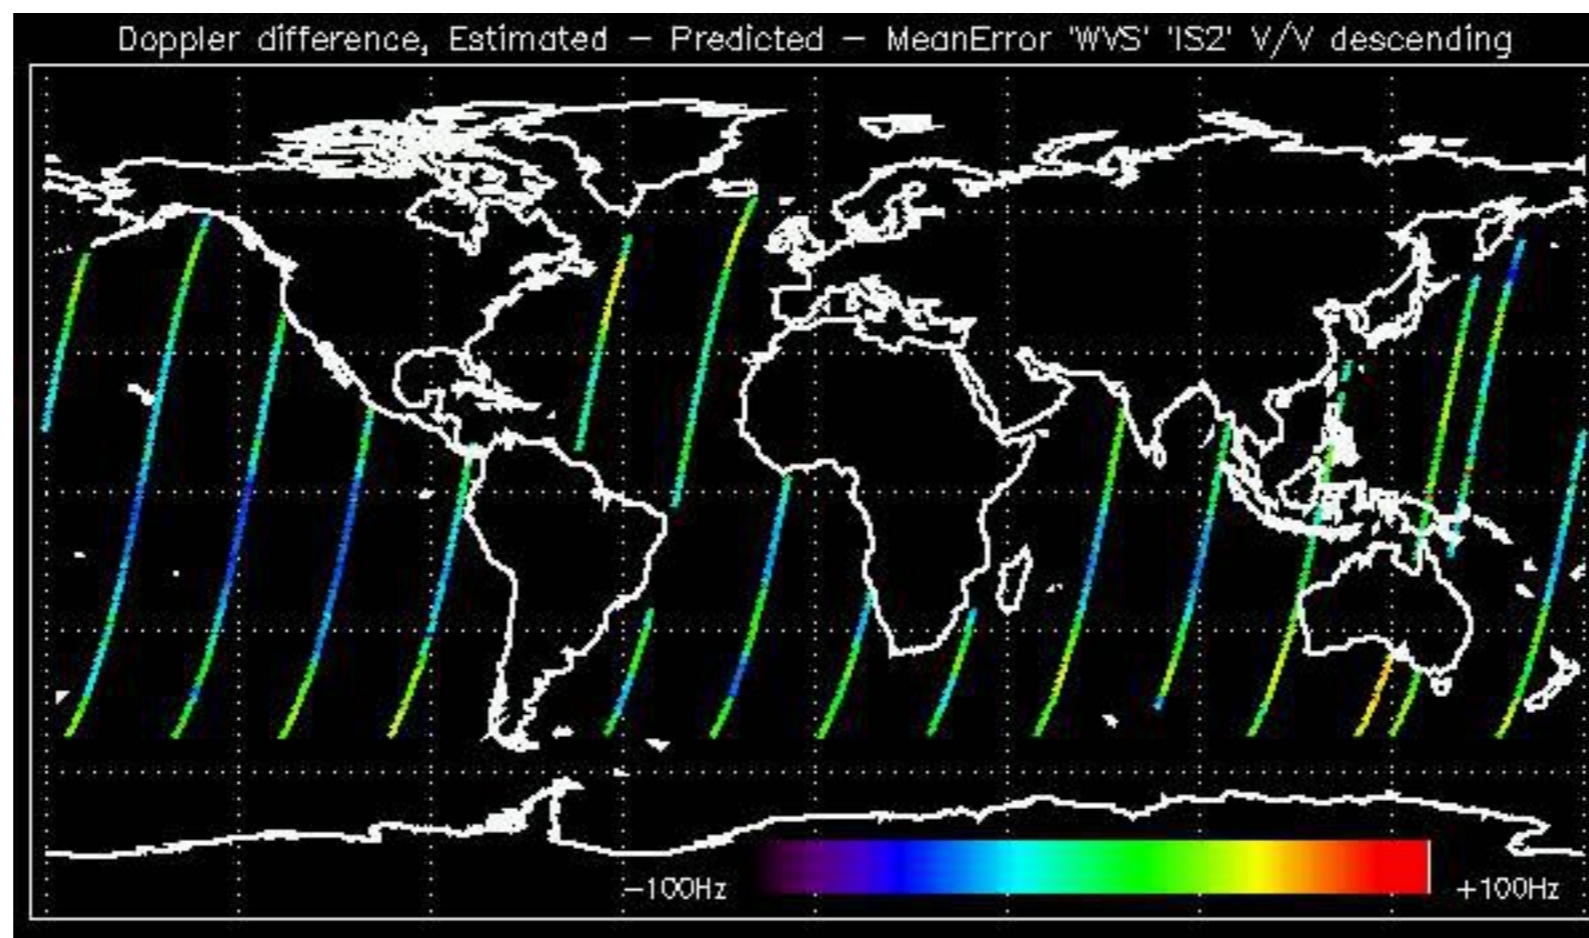 Doppler difference, Estimated – Predicted – MeanError 'WVS' 'IS2' V/V descending
–100Hz +100Hz